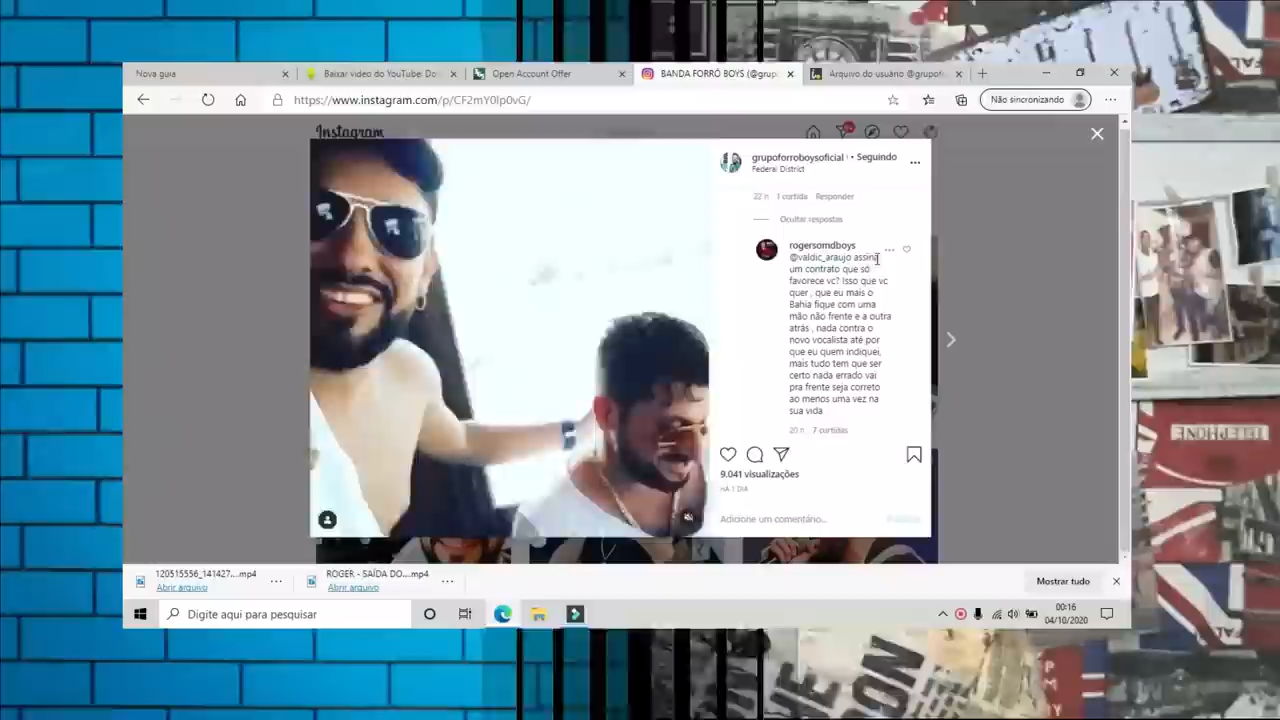 Nova guia
Baixar video do YouTube: Do
Open Account Offer
BANDA FORRÓ BOYS (@grup
Arquivo do usuário @grupof
https://www.instagram.com/p/CF2mY0lp0vG/
Não sincronizando
Instagram
grupoforroboysoficial • Seguindo
Federal District
22 h 1 curtida Responder
Ocultar respostas
rogersomdboys
@valdic_araujo assina
um contrato que só
favorece vc? Isso que vc
quer , que eu mais o
Bahia fique com uma
mão não frente e a outra
atrás , nada contra o
novo vocalista até por
que eu quem indiquei,
mais tudo tem que ser
certo nada errado vai
pra frente seja correto
ao menos uma vez na
sua vida
20 h 7 curtidas
9.041 visualizações
HÁ 1 DIA
Adicione um comentário...
Publicar
120515556_141427....mp4
Abrir arquivo
ROGER - SAÍDA DO....mp4
Abrir arquivo
Mostrar tudo
Digite aqui para pesquisar
00:16
04/10/2020
TELEPHONE